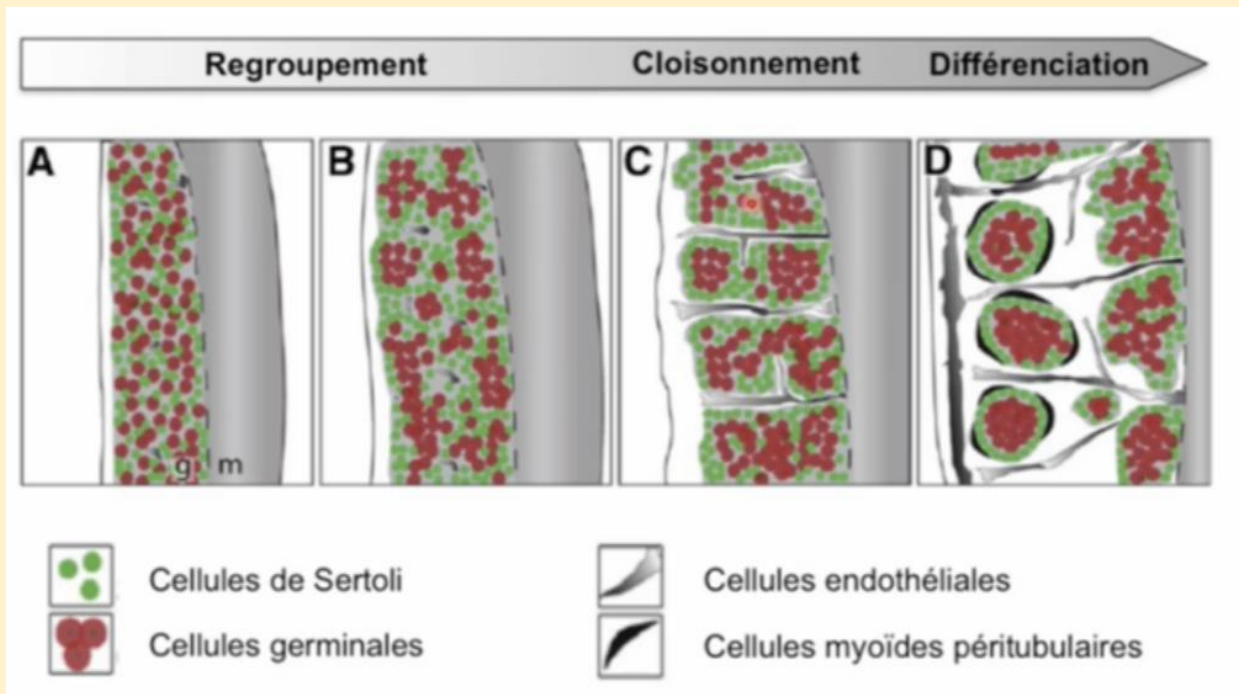 Regroupement
Cloisonnement
Différenciation
A
B
C
D
g
m
Cellules de Sertoli
Cellules endothéliales
Cellules germinales
Cellules myoïdes péritubulaires